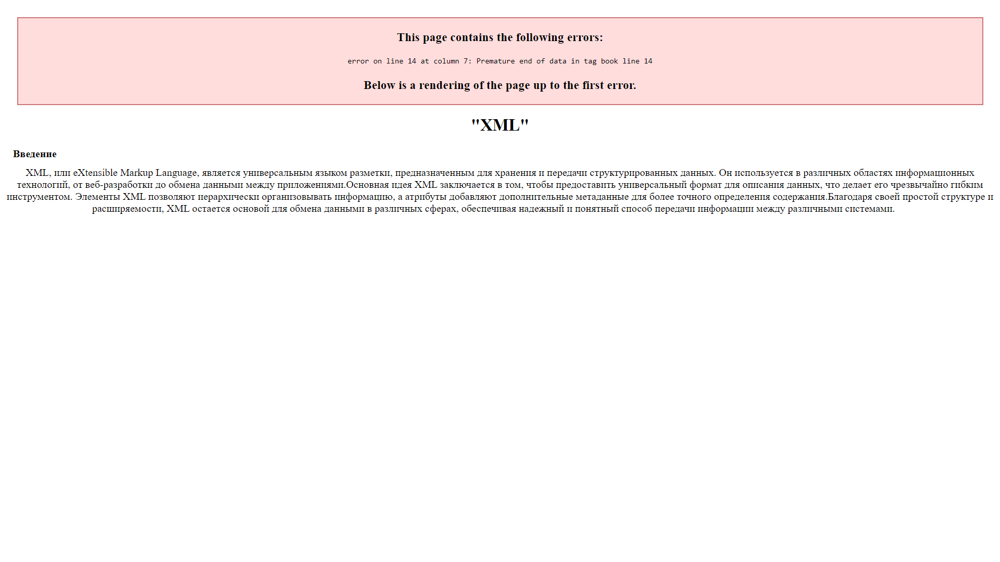 This page contains the following errors:
error on line 14 at column 7: Premature end of data in tag book line 14
Below is a rendering of the page up to the first error.
"XML"
Введение
XML, или eXtensible Markup Language, является универсальным языком разметки, предназначенным для хранения и передачи структурированных данных. Он используется в различных областях информационных
технологий, от веб-разработки до обмена данными между приложениями.Основная идея XML заключается в том, чтобы предоставить универсальный формат для описания данных, что делает его чрезвычайно гибким
инструментом. Элементы XML позволяют иерархически организовывать информацию, а атрибуты добавляют дополнительные метаданные для более точного определения содержания.Благодаря своей простой структуре и
расширяемости, XML остается основой для обмена данными в различных сферах, обеспечивая надежный и понятный способ передачи информации между различными системами.